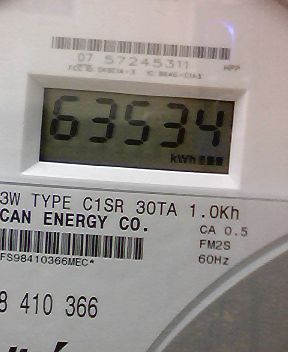 07 57245311 HPP
63534
kWh
3W TYPE C1SR 30TA 1.0Kh
CAN ENERGY CO.
CA 0.5
FM2S
FS98410366MEC*
60Hz
8 410 366